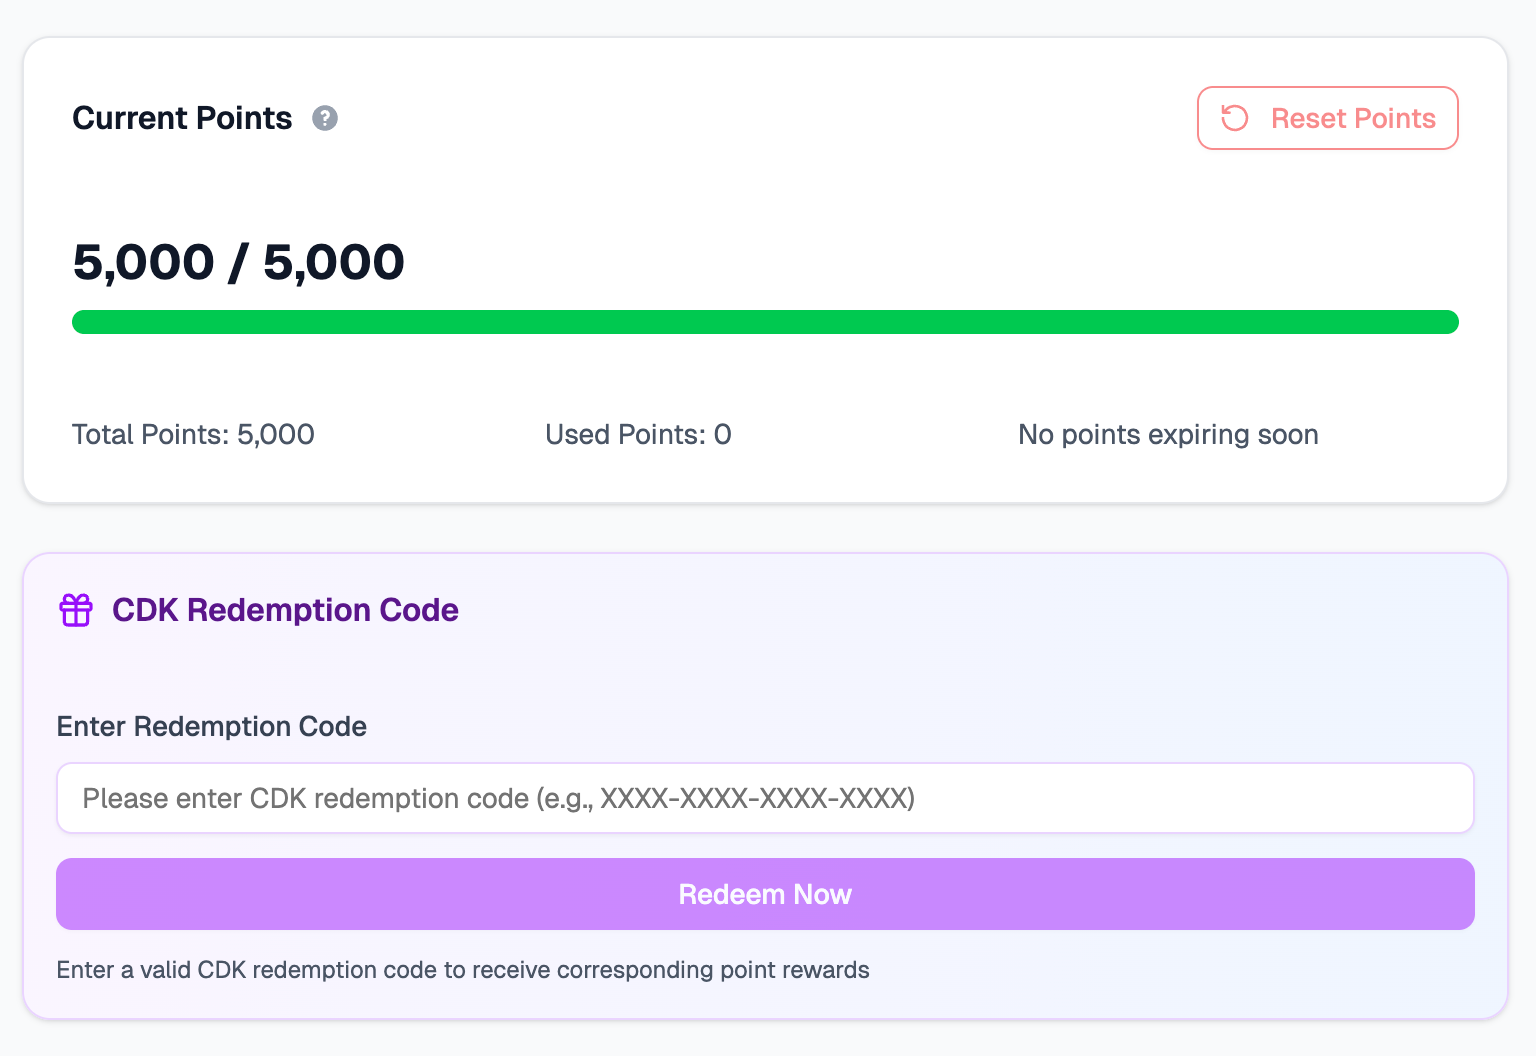 Current Points ?
Reset Points
5,000 / 5,000
Total Points: 5,000
Used Points: 0
No points expiring soon
CDK Redemption Code
Enter Redemption Code
Please enter CDK redemption code (e.g., XXXX-XXXX-XXXX-XXXX)
Redeem Now
Enter a valid CDK redemption code to receive corresponding point rewards